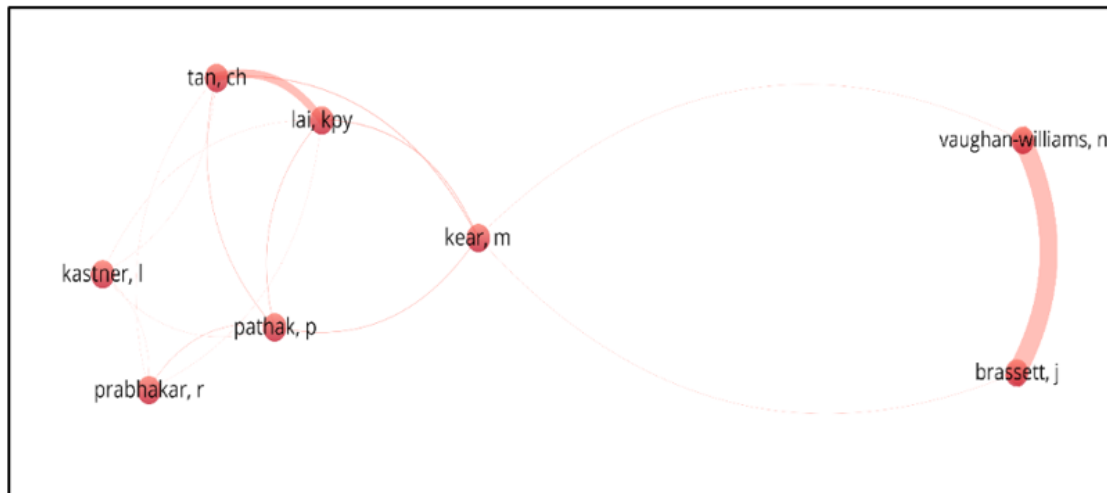 tan, ch
lai, kpy
vaughan-williams, n
kear, m
kastner, l
pathak, p
brassett, j
prabhakar, r